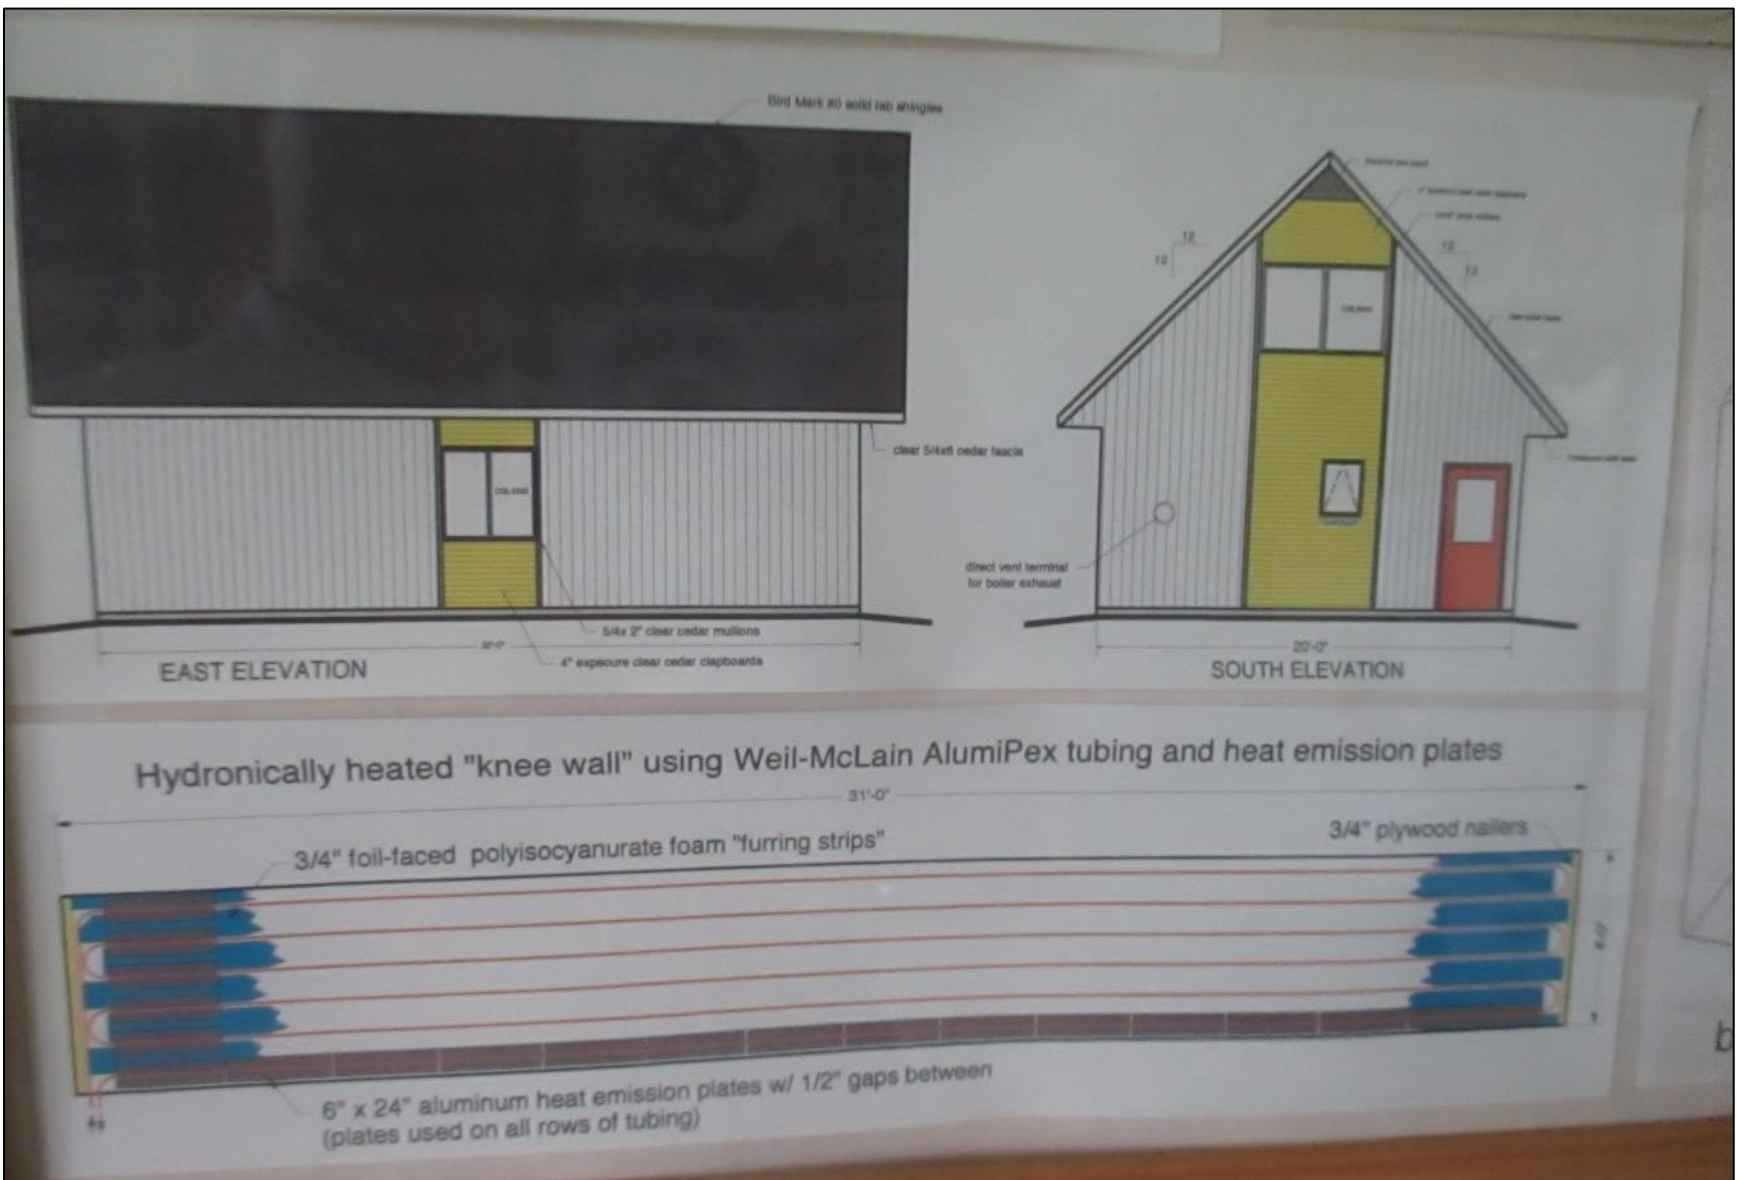 Bird Mark 80 solid tab shingles
12
12
12
12
clear 5/4x6 cedar fascia
direct vent terminal
for boiler exhaust
5/4x 2" clear cedar mullions
4" expsoure clear cedar clapboards
EAST ELEVATION
20'-0"
SOUTH ELEVATION
Hydronically heated "knee wall" using Weil-McLain AlumiPex tubing and heat emission plates
31'-0"
3/4" foil-faced polyisocyanurate foam "furring strips"
3/4" plywood nailers
6" x 24" aluminum heat emission plates w/ 1/2" gaps between
(plates used on all rows of tubing)
b